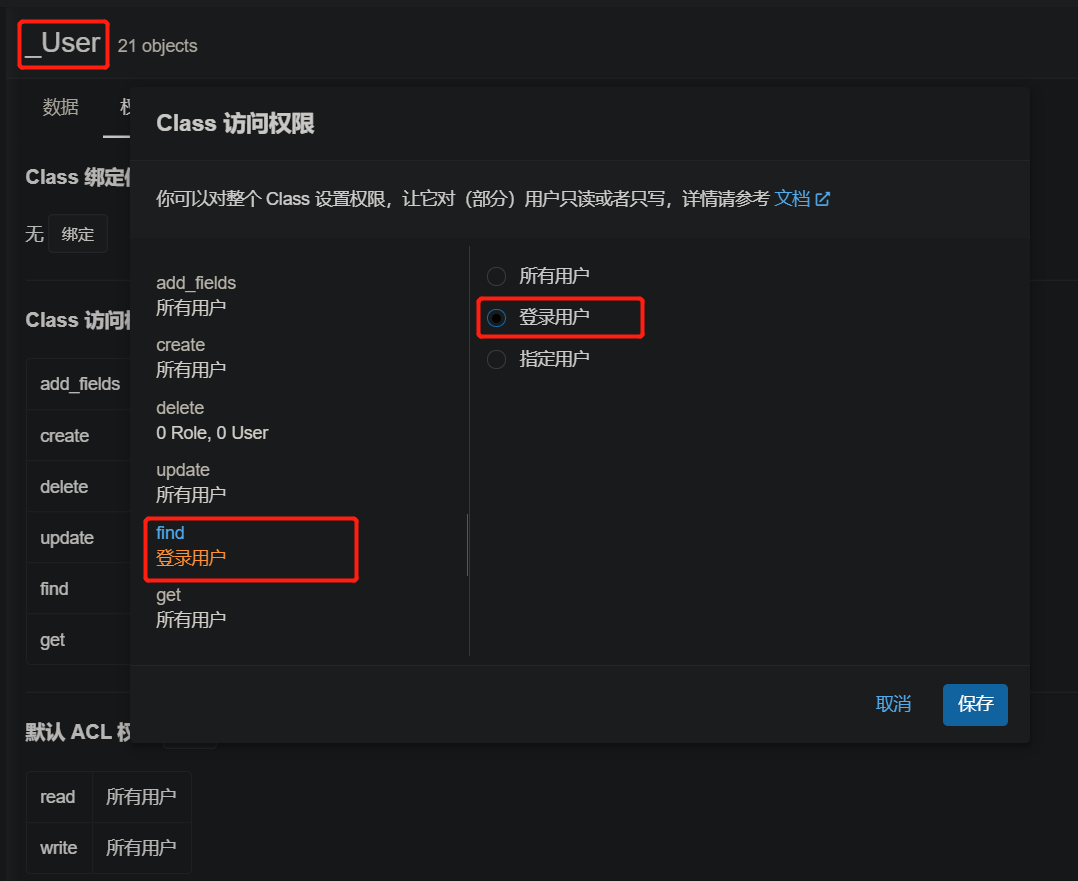 _User 21 objects
数据
Class 访问权限
Class 绑定
你可以对整个 Class 设置权限，让它对（部分）用户只读或者只写，详情请参考 文档
无 绑定
add_fields
所有用户
create
所有用户
delete
0 Role, 0 User
update
所有用户
find
登录用户
get
所有用户
所有用户
登录用户
指定用户
Class 访问
add_fields
create
delete
update
find
get
取消 保存
默认 ACL 权
read 所有用户
write 所有用户